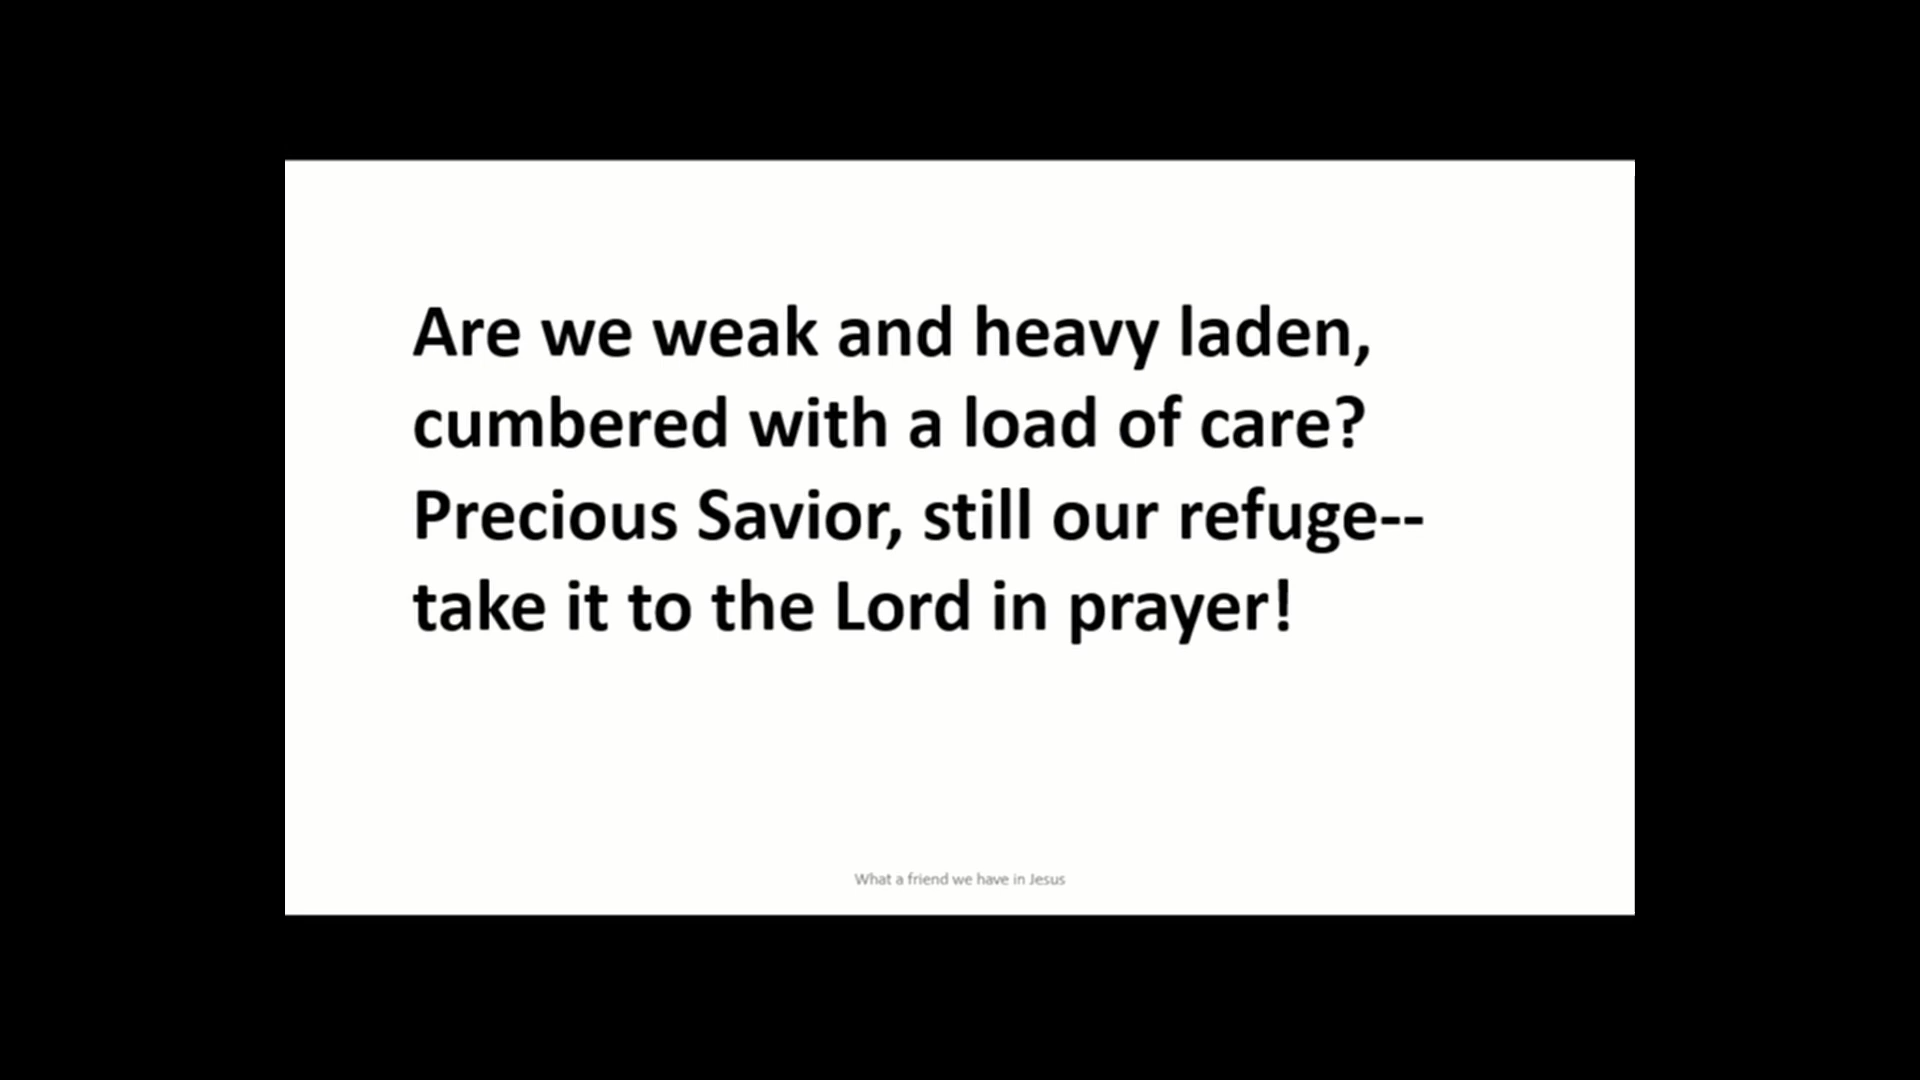 Are we weak and heavy laden,
cumbered with a load of care?
Precious Savior, still our refuge--
take it to the Lord in prayer!
What a friend we have in Jesus